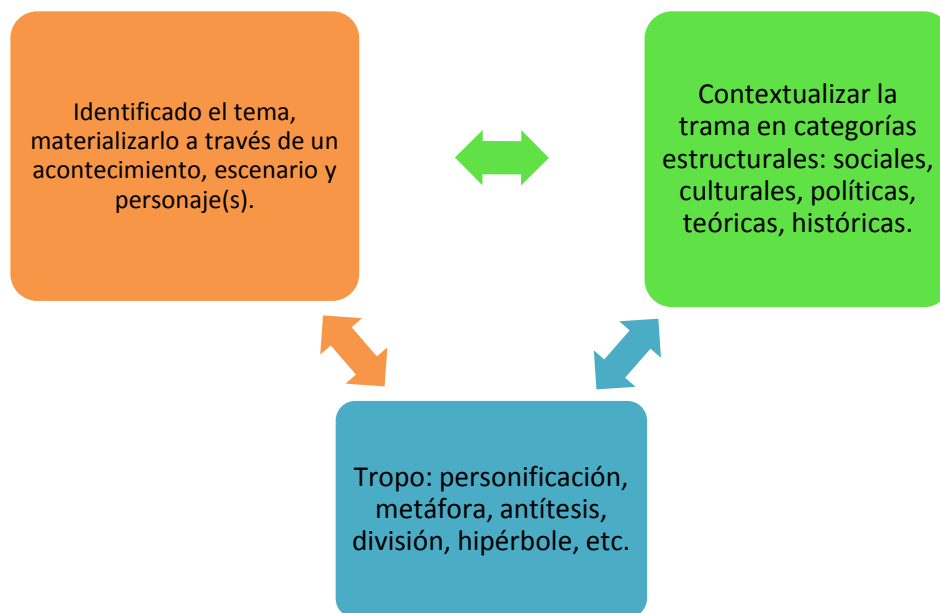 Identificado el tema,
materializarlo a través de un
acontecimiento, escenario y
personaje(s).
Contextualizar la
trama en categorías
estructurales: sociales,
culturales, políticas,
teóricas, históricas.
Tropo: personificación,
metáfora, antítesis,
división, hipérbole, etc.